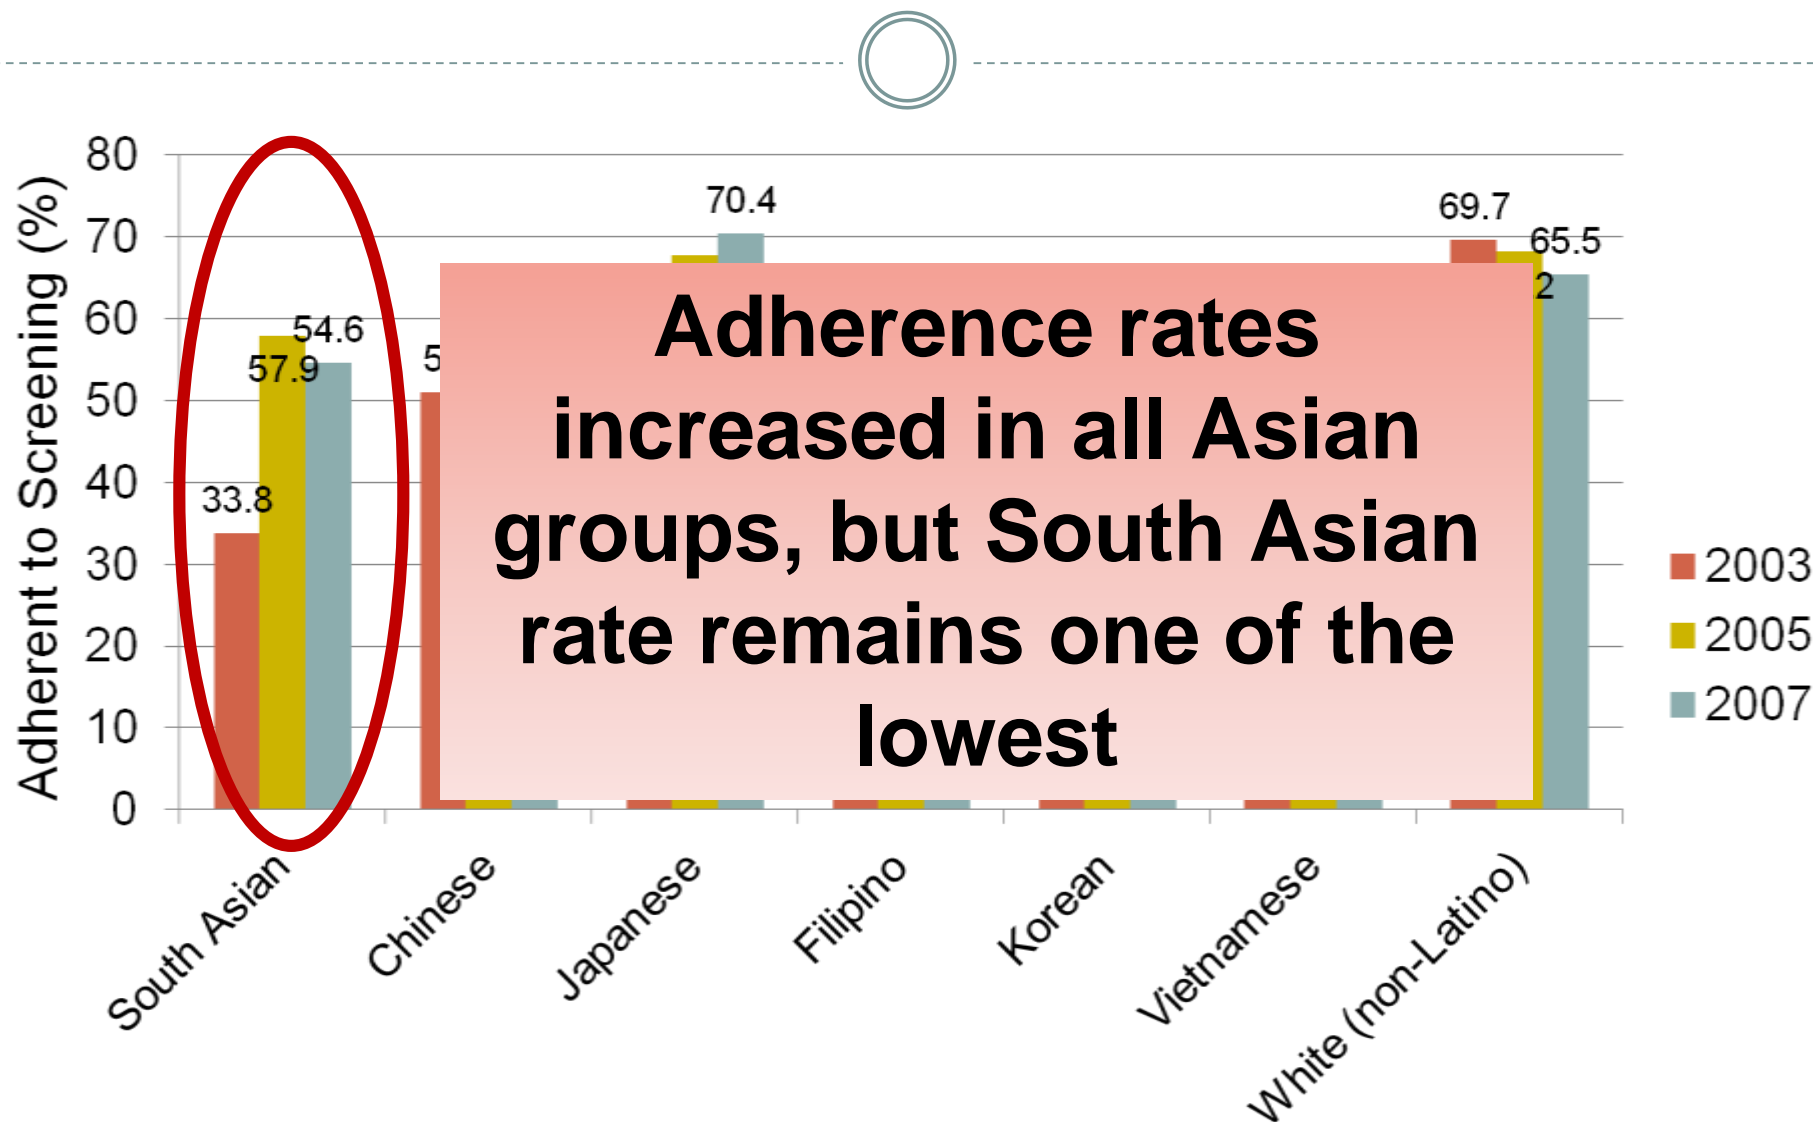 Adherent to Screening (%)
80
70
60
50
40
30
20
10
0
33.8
57.9
54.6
5
70.4
69.7
2
65.5
Adherence rates
increased in all Asian
groups, but South Asian
rate remains one of the
lowest
2003
2005
2007
South Asian
Chinese
Japanese
Filipino
Korean
Vietnamese
White (non-Latino)